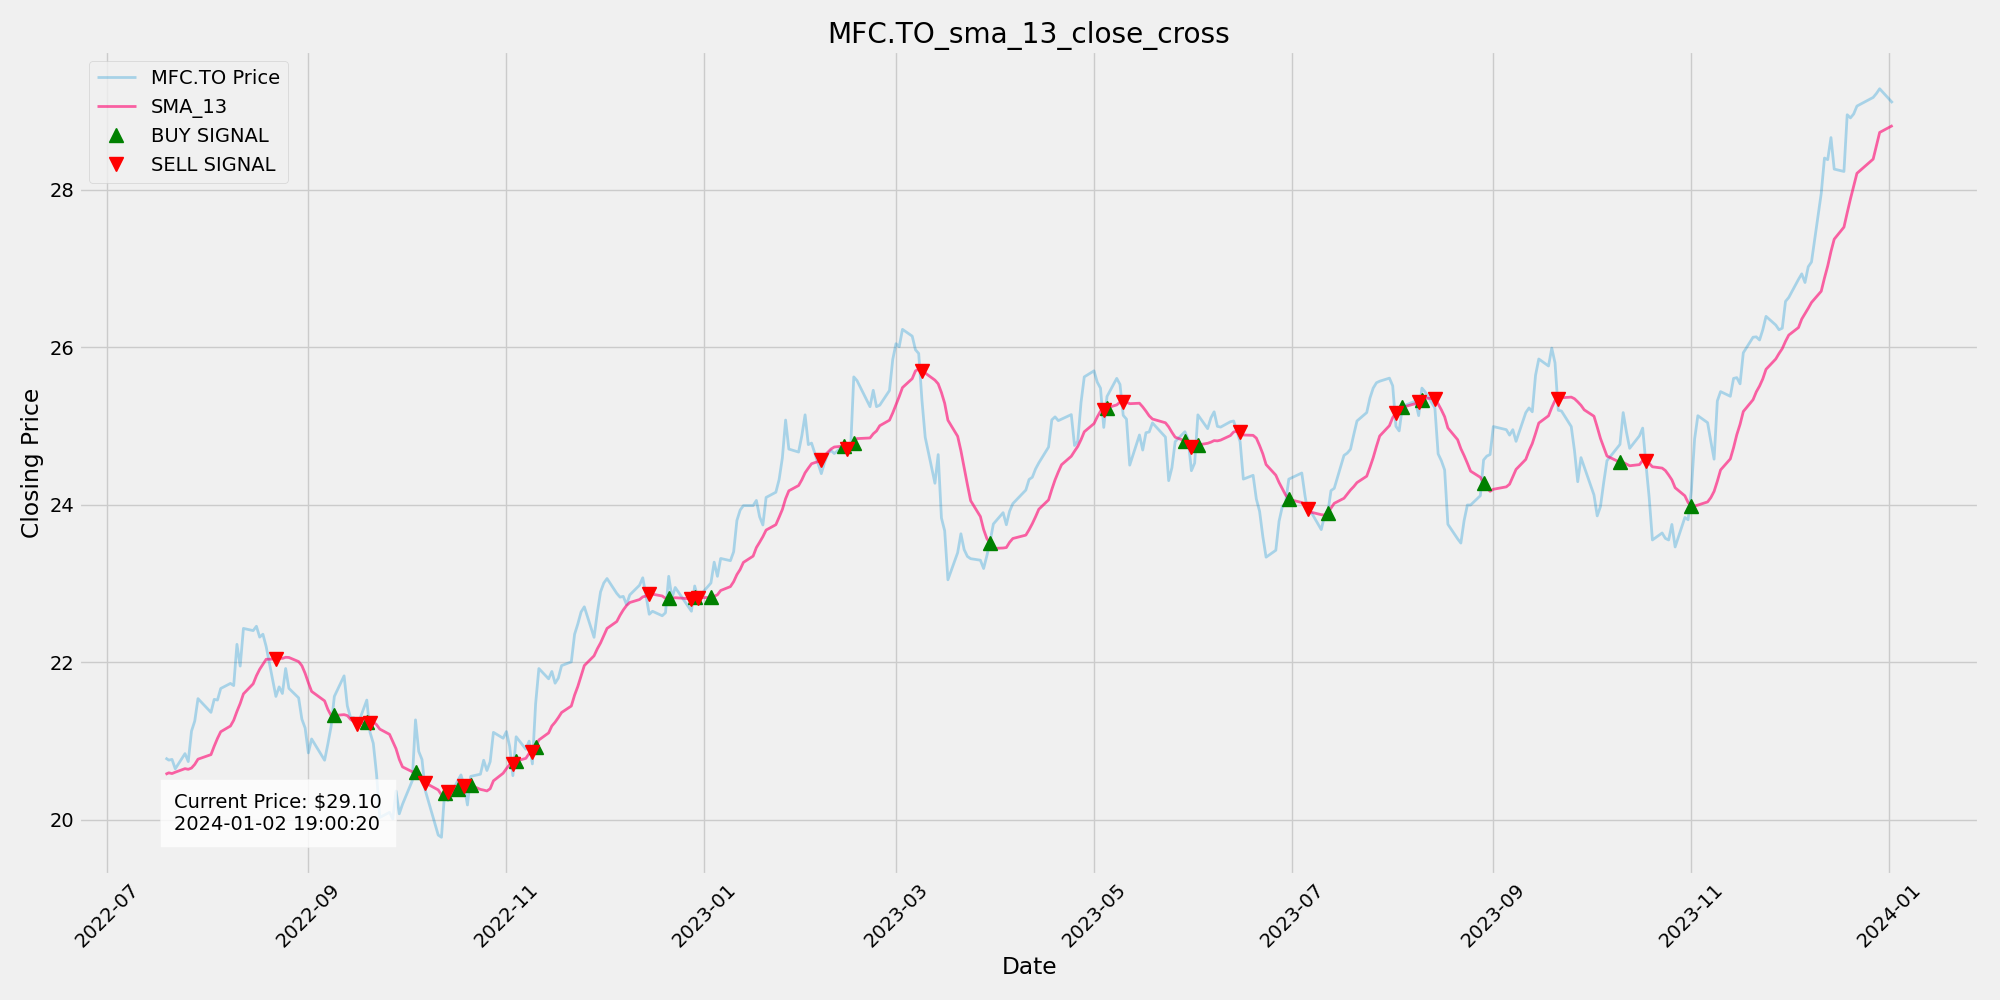 MFC.TO_sma_13_close_cross
MFC.TO Price
SMA_13
BUY SIGNAL
SELL SIGNAL
Closing Price
28
26
24
22
20
Current Price: $29.10
2024-01-02 19:00:20
2022-07
2022-09
2022-11
2023-01
2023-03
2023-05
2023-07
2023-09
2023-11
2024-01
Date